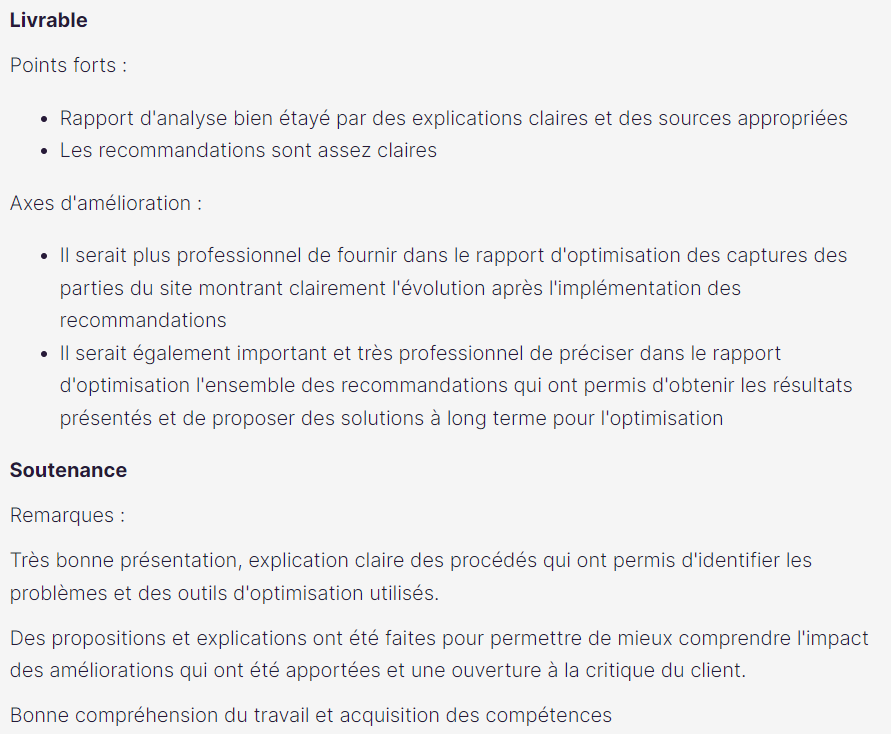 Livrable
Points forts :
• Rapport d'analyse bien étayé par des explications claires et des sources appropriées
• Les recommandations sont assez claires
Axes d'amélioration :
• Il serait plus professionnel de fournir dans le rapport d'optimisation des captures des
parties du site montrant clairement l'évolution après l'implémentation des
recommandations
• Il serait également important et très professionnel de préciser dans le rapport
d'optimisation l'ensemble des recommandations qui ont permis d'obtenir les résultats
présentés et de proposer des solutions à long terme pour l'optimisation
Soutenance
Remarques :
Très bonne présentation, explication claire des procédés qui ont permis d'identifier les
problèmes et des outils d'optimisation utilisés.
Des propositions et explications ont été faites pour permettre de mieux comprendre l'impact
des améliorations qui ont été apportées et une ouverture à la critique du client.
Bonne compréhension du travail et acquisition des compétences